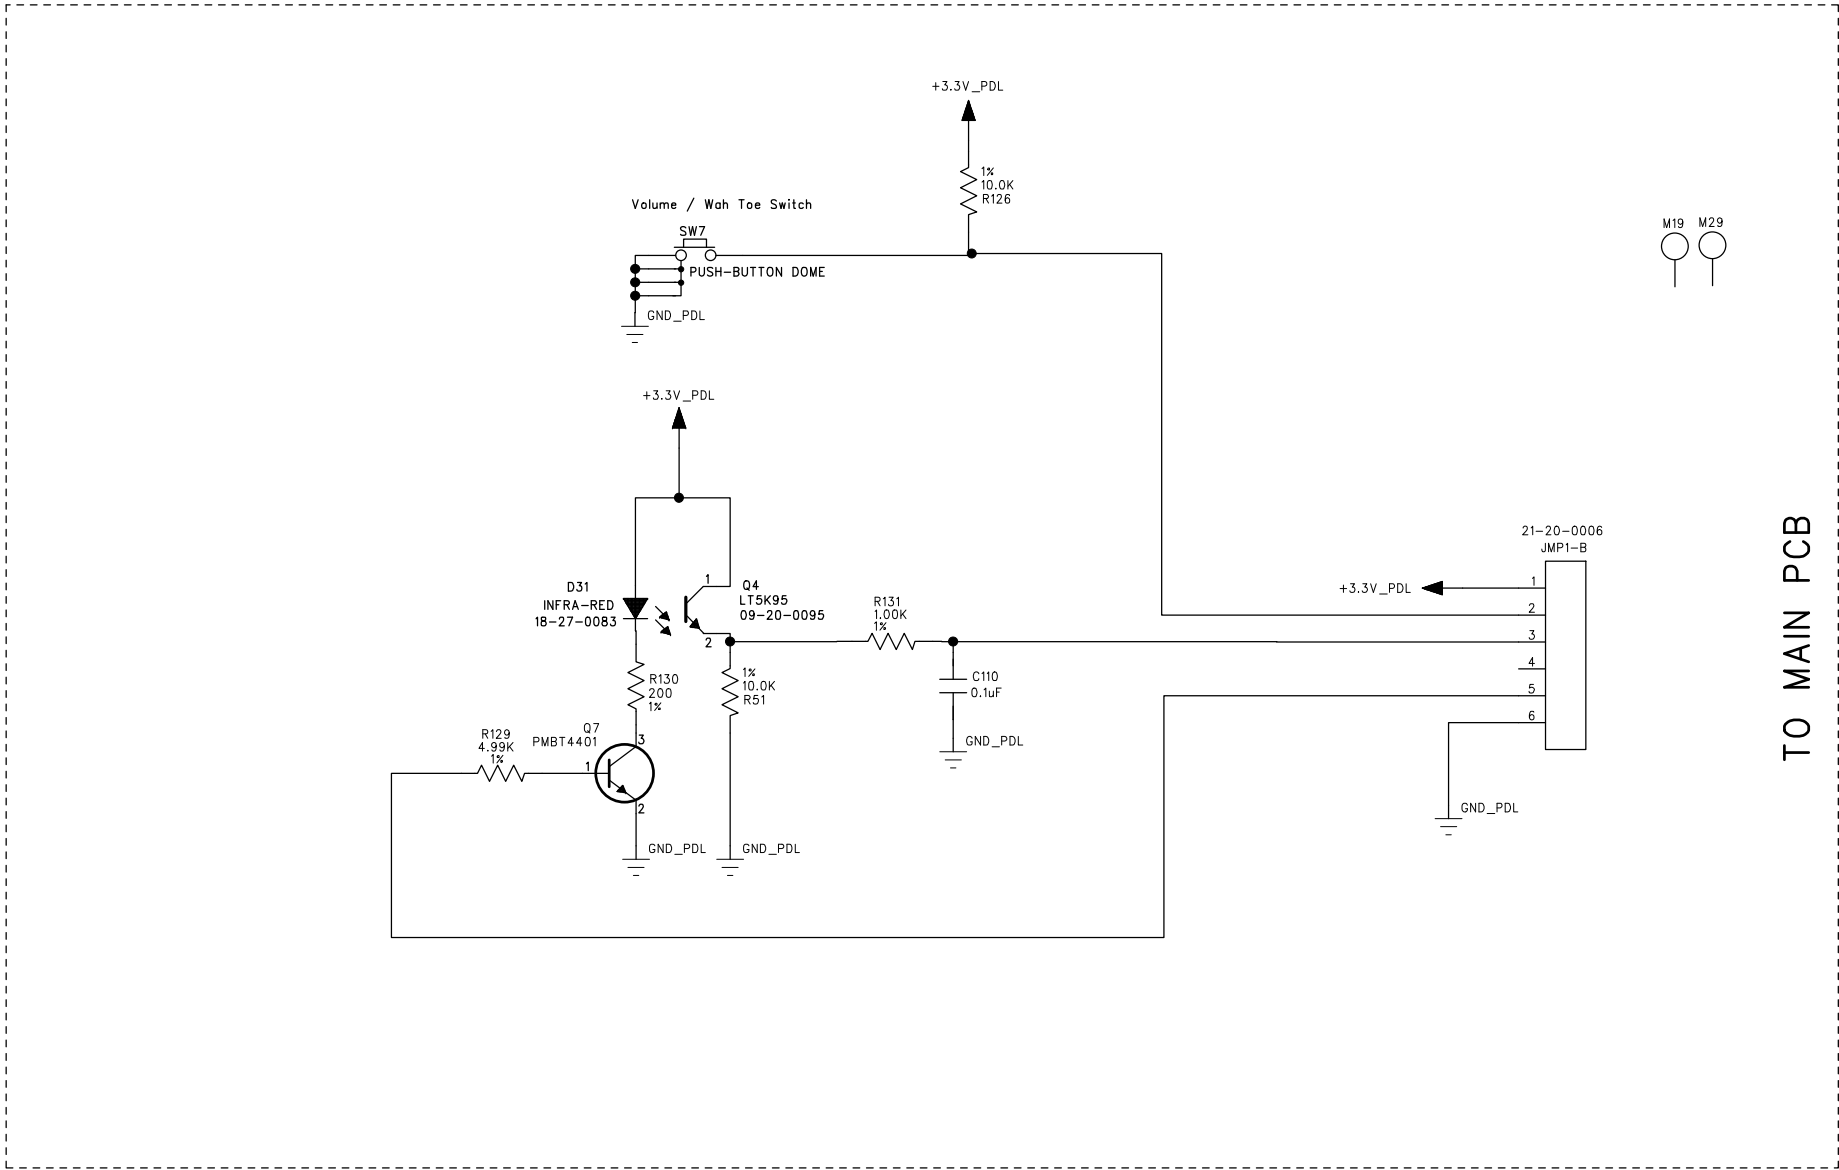 +3.3V_PDL
1%
10.0K
R126
Volume / Wah Toe Switch
SW7
PUSH-BUTTON DOME
GND_PDL
M19
M29
+3.3V_PDL
D31
INFRA-RED
18-27-0083
1
Q4
LT5K95
09-20-0095
2
R131
1.00K
1%
R130
200
1%
1%
10.0K
R51
C110
0.1uF
GND_PDL
R129
4.99K
1%
Q7
PMBT4401
1
3
2
GND_PDL
GND_PDL
21-20-0006
JMP1-B
+3.3V_PDL
1
2
3
4
5
6
GND_PDL
TO MAIN PCB